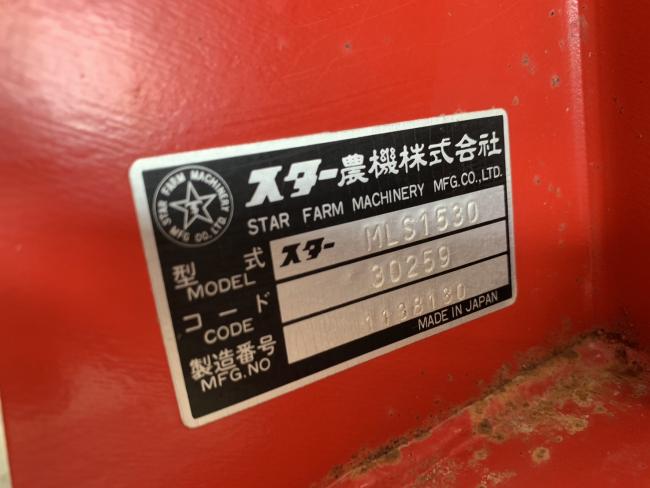 スター農機株式会社
STAR FARM MACHINERY MFG.CO.,LTD.
STAR FARM MACHINERY MFG CO.LTD.
型式 スター MLS1530
MODEL
コード 30259
CODE
製造番号 1138130
MFG.NO
MADE IN JAPAN